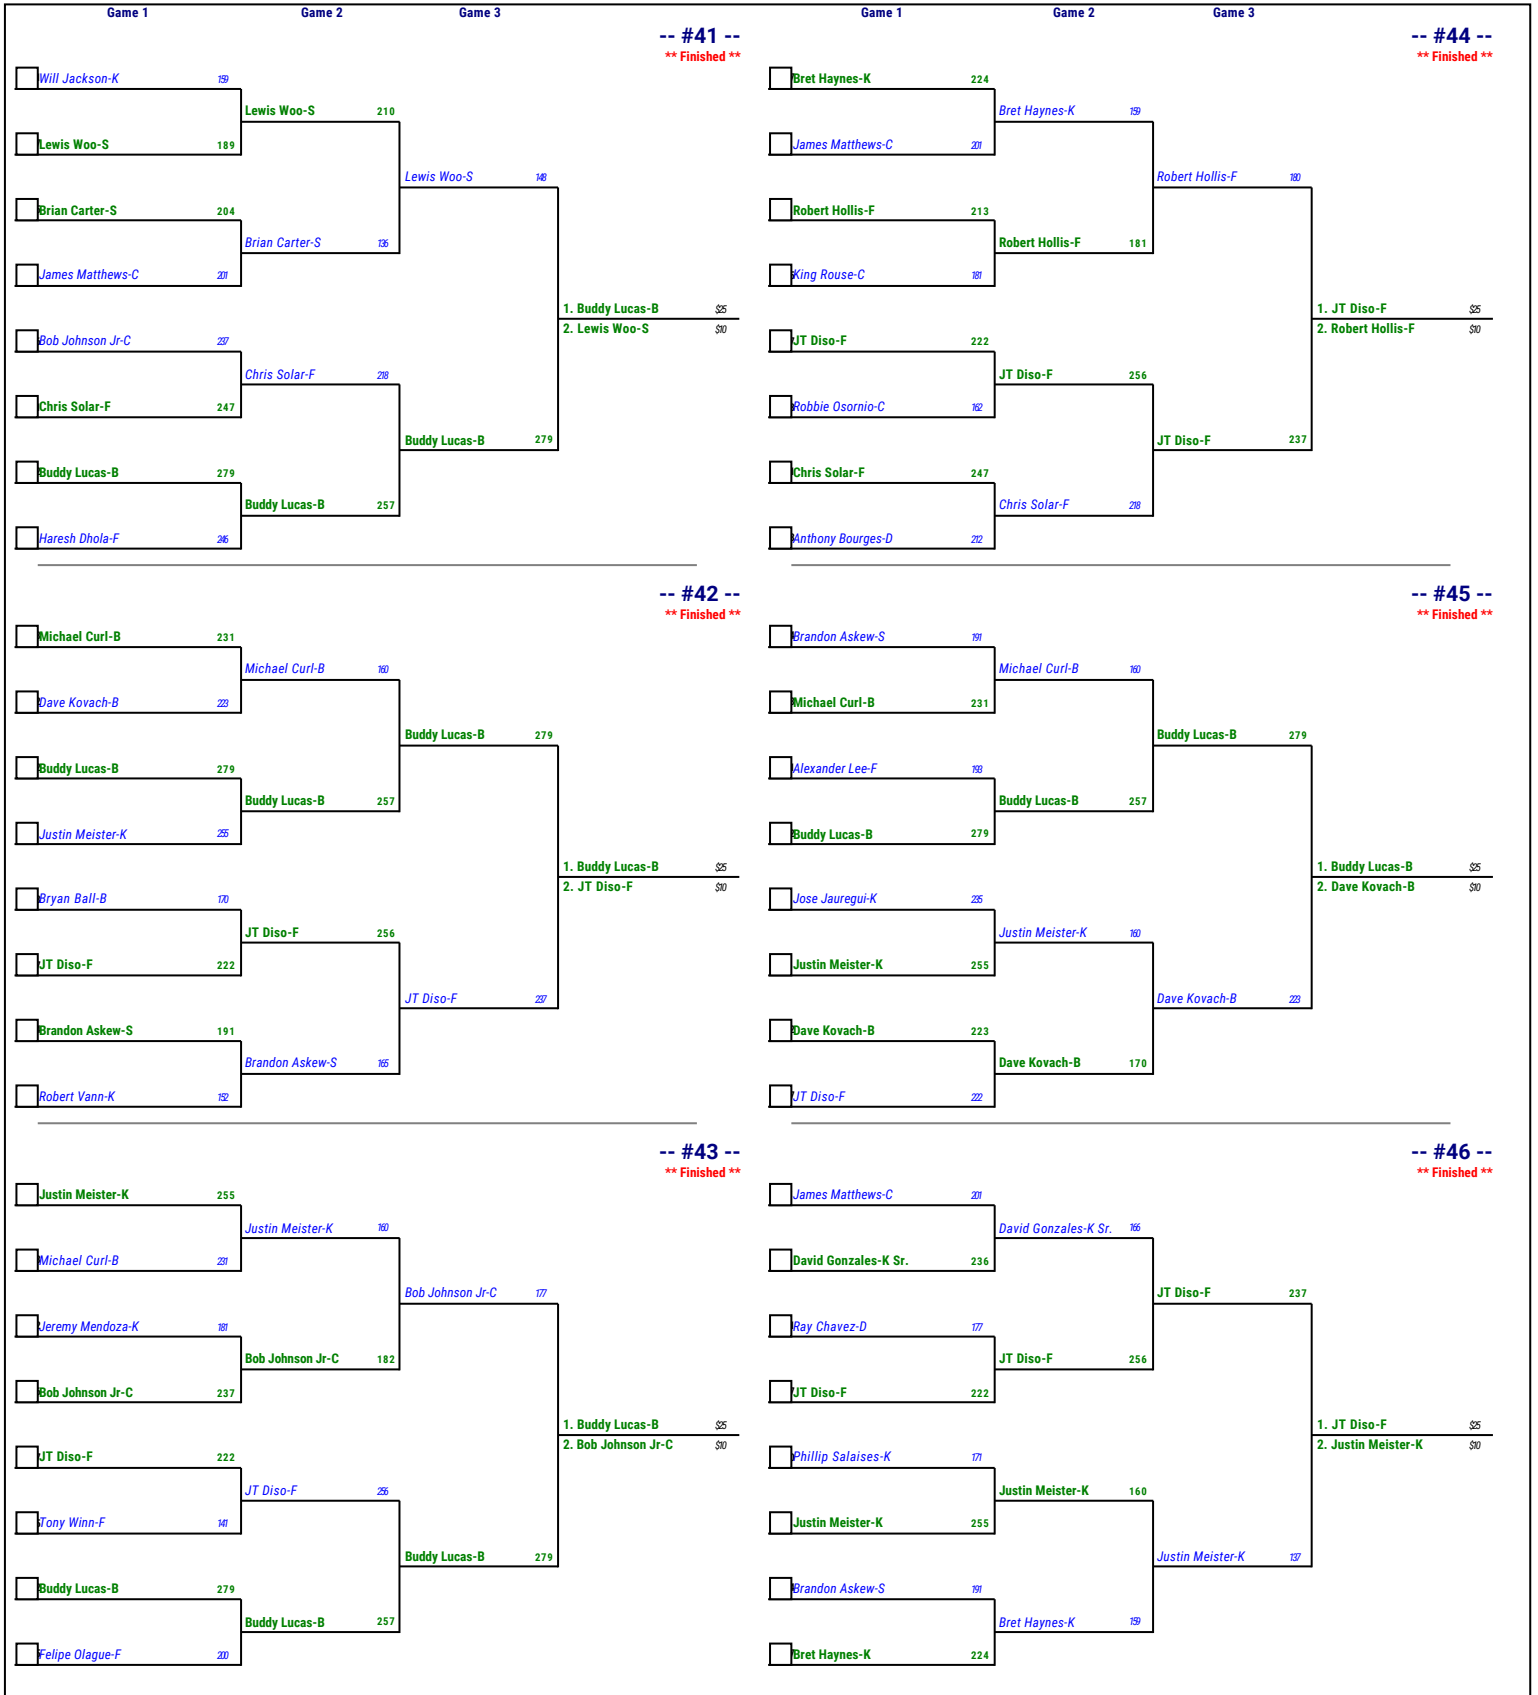 Game 1 Game 2 Game 3
-- #41 --
** Finished **
Will Jackson-K 159
Lewis Woo-S 210
Lewis Woo-S 189
Lewis Woo-S 148
Brian Carter-S 204
Brian Carter-S 136
James Matthews-C 201
1. Buddy Lucas-B $25
2. Lewis Woo-S $10
Bob Johnson Jr-C 237
Chris Solar-F 218
Chris Solar-F 247
Buddy Lucas-B 279
Buddy Lucas-B 279
Buddy Lucas-B 257
Haresh Dhola-F 246
-- #42 --
** Finished **
Michael Curl-B 231
Michael Curl-B 160
Dave Kovach-B 223
Buddy Lucas-B 279
Buddy Lucas-B 279
Buddy Lucas-B 257
Justin Meister-K 255
1. Buddy Lucas-B $25
2. JT Diso-F $10
Bryan Ball-B 170
JT Diso-F 256
JT Diso-F 222
JT Diso-F 237
Brandon Askew-S 191
Brandon Askew-S 165
Robert Vann-K 152
-- #43 --
** Finished **
Justin Meister-K 255
Justin Meister-K 160
Michael Curl-B 231
Bob Johnson Jr-C 177
Jeremy Mendoza-K 181
Bob Johnson Jr-C 182
Bob Johnson Jr-C 237
1. Buddy Lucas-B $25
2. Bob Johnson Jr-C $10
JT Diso-F 222
JT Diso-F 256
Tony Winn-F 141
Buddy Lucas-B 279
Buddy Lucas-B 279
Buddy Lucas-B 257
Felipe Olague-F 200
Game 1 Game 2 Game 3
-- #44 --
** Finished **
Bret Haynes-K 224
Bret Haynes-K 159
James Matthews-C 201
Robert Hollis-F 180
Robert Hollis-F 213
Robert Hollis-F 181
King Rouse-C 181
1. JT Diso-F $25
2. Robert Hollis-F $10
JT Diso-F 222
JT Diso-F 256
Robbie Osornio-C 162
JT Diso-F 237
Chris Solar-F 247
Chris Solar-F 218
Anthony Bourges-D 212
-- #45 --
** Finished **
Brandon Askew-S 191
Michael Curl-B 160
Michael Curl-B 231
Buddy Lucas-B 279
Alexander Lee-F 193
Buddy Lucas-B 257
Buddy Lucas-B 279
1. Buddy Lucas-B $25
2. Dave Kovach-B $10
Jose Jauregui-K 235
Justin Meister-K 160
Justin Meister-K 255
Dave Kovach-B 223
Dave Kovach-B 223
Dave Kovach-B 170
JT Diso-F 222
-- #46 --
** Finished **
James Matthews-C 201
David Gonzales-K Sr. 166
David Gonzales-K Sr. 236
JT Diso-F 237
Ray Chavez-D 177
JT Diso-F 256
JT Diso-F 222
1. JT Diso-F $25
2. Justin Meister-K $10
Phillip Salaises-K 171
Justin Meister-K 160
Justin Meister-K 255
Justin Meister-K 137
Brandon Askew-S 191
Bret Haynes-K 159
Bret Haynes-K 224